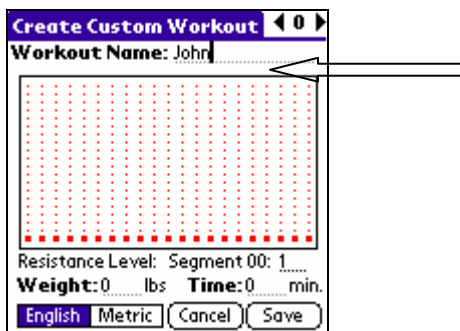 Create Custom Workout 0
Workout Name: John
Resistance Level: Segment 00: 1
Weight: 0 lbs Time: 0 min.
English Metric Cancel Save